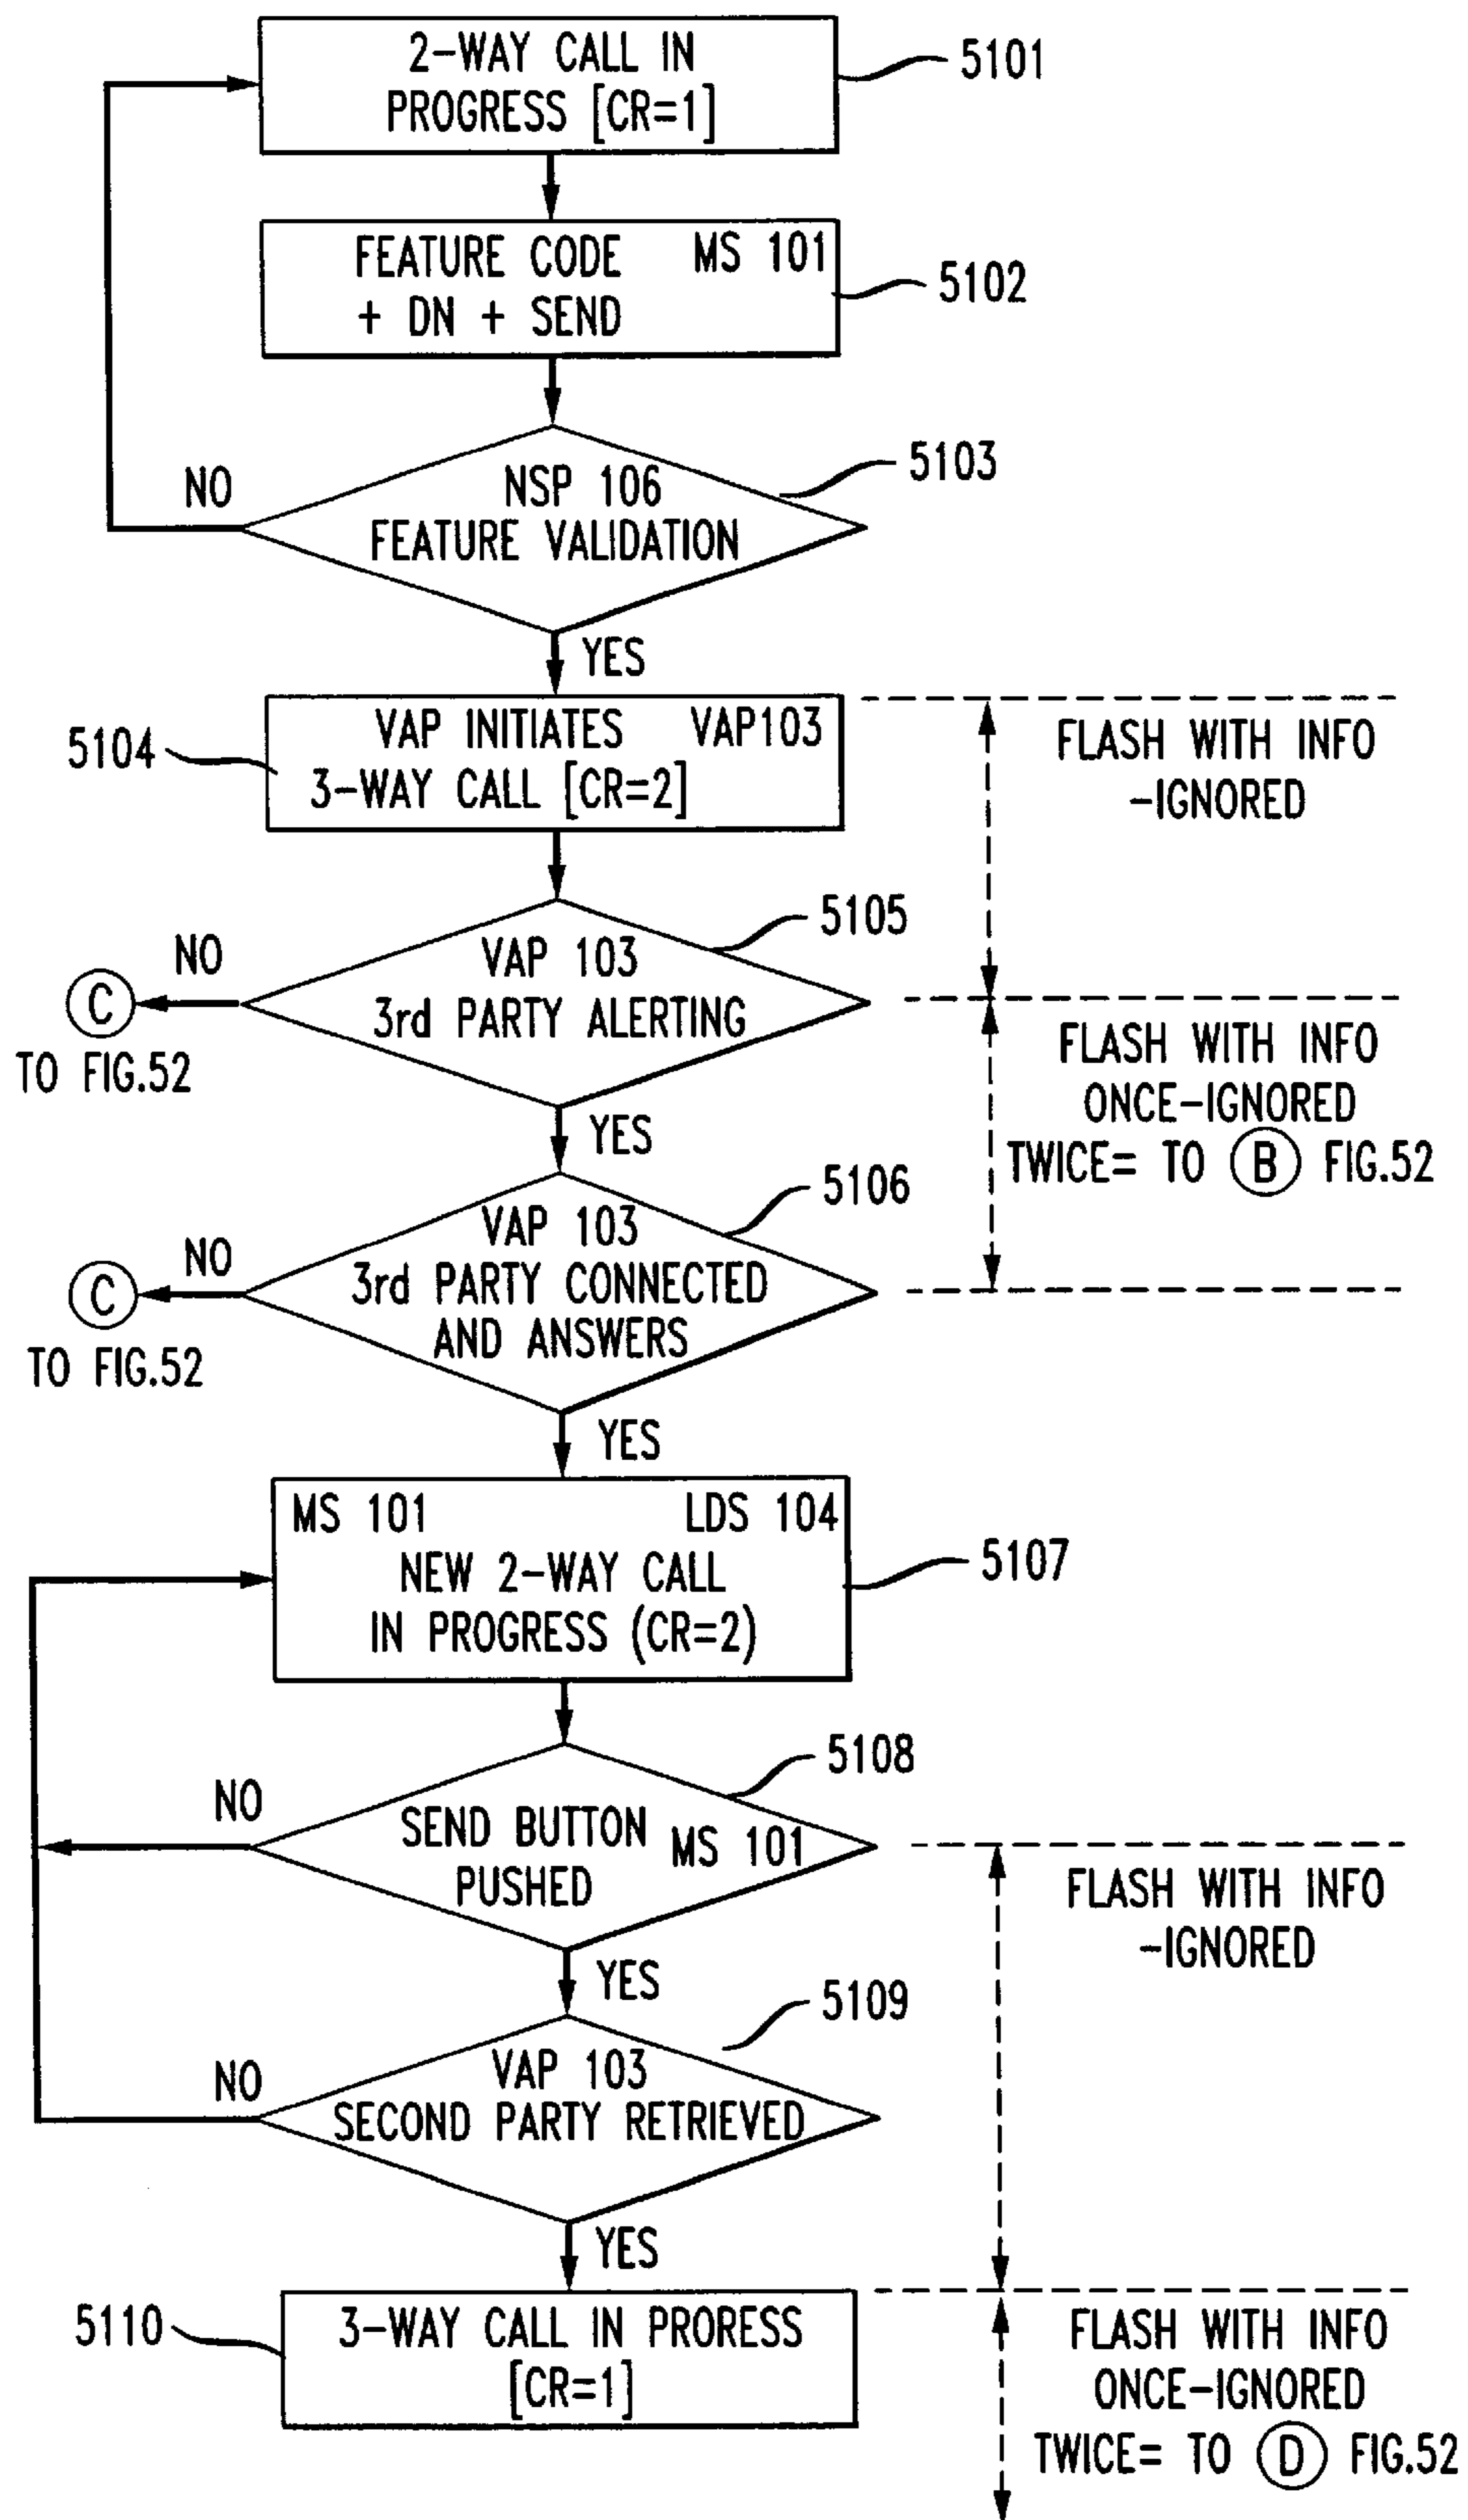 2-WAY CALL IN
PROGRESS [CR=1]
5101
FEATURE CODE MS 101
+ DN + SEND
5102
NO
NSP 106
FEATURE VALIDATION
5103
YES
5104
VAP INITIATES VAP103
3-WAY CALL [CR=2]
FLASH WITH INFO
-IGNORED
5105
NO
VAP 103
3rd PARTY ALERTING
C
TO FIG.52
FLASH WITH INFO
ONCE-IGNORED
TWICE= TO B FIG.52
YES
5106
NO
VAP 103
3rd PARTY CONNECTED
AND ANSWERS
C
TO FIG.52
YES
MS 101 LDS 104
NEW 2-WAY CALL
IN PROGRESS (CR=2)
5107
5108
NO
SEND BUTTON MS 101
PUSHED
FLASH WITH INFO
-IGNORED
YES
5109
NO
VAP 103
SECOND PARTY RETRIEVED
YES
5110
3-WAY CALL IN PRORESS
[CR=1]
FLASH WITH INFO
ONCE-IGNORED
TWICE= TO D FIG.52